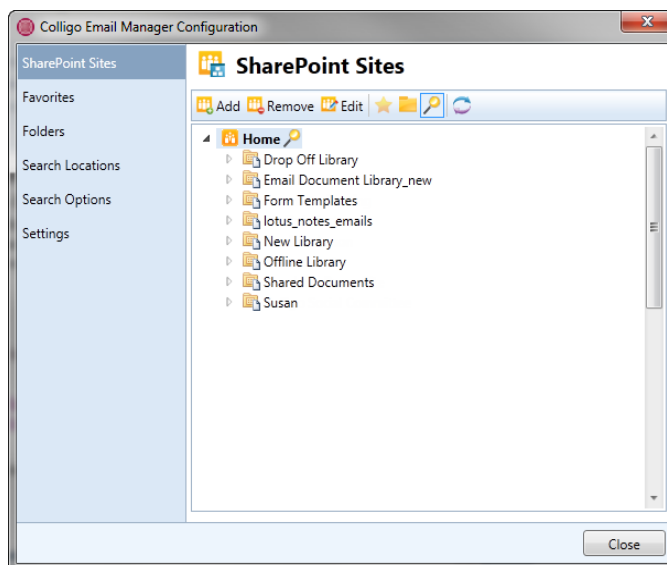 Colligo Email Manager Configuration
SharePoint Sites
Favorites
Folders
Search Locations
Search Options
Settings
SharePoint Sites
Add Remove Edit
Home
Drop Off Library
Email Document Library_new
Form Templates
lotus_notes_emails
New Library
Offline Library
Shared Documents
Susan
Close